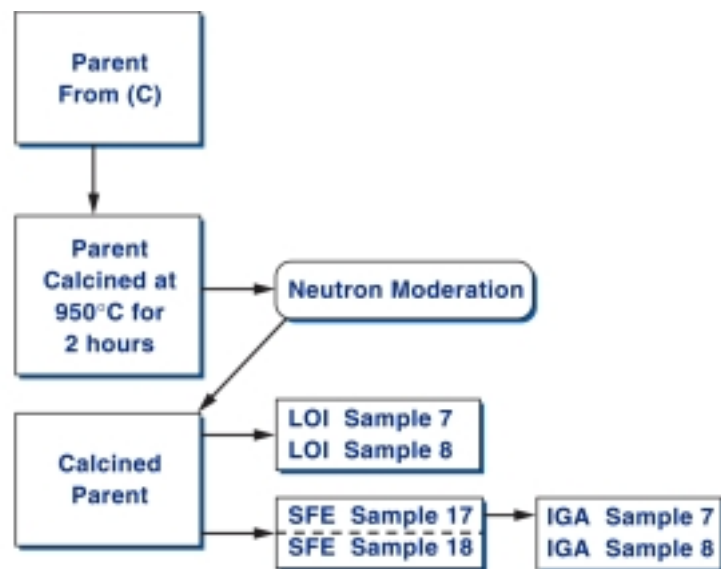 Parent
From (C)
Parent
Calcined at
950°C for
2 hours
Neutron Moderation
Calcined
Parent
LOI Sample 7
LOI Sample 8
SFE Sample 17
SFE Sample 18
IGA Sample 7
IGA Sample 8